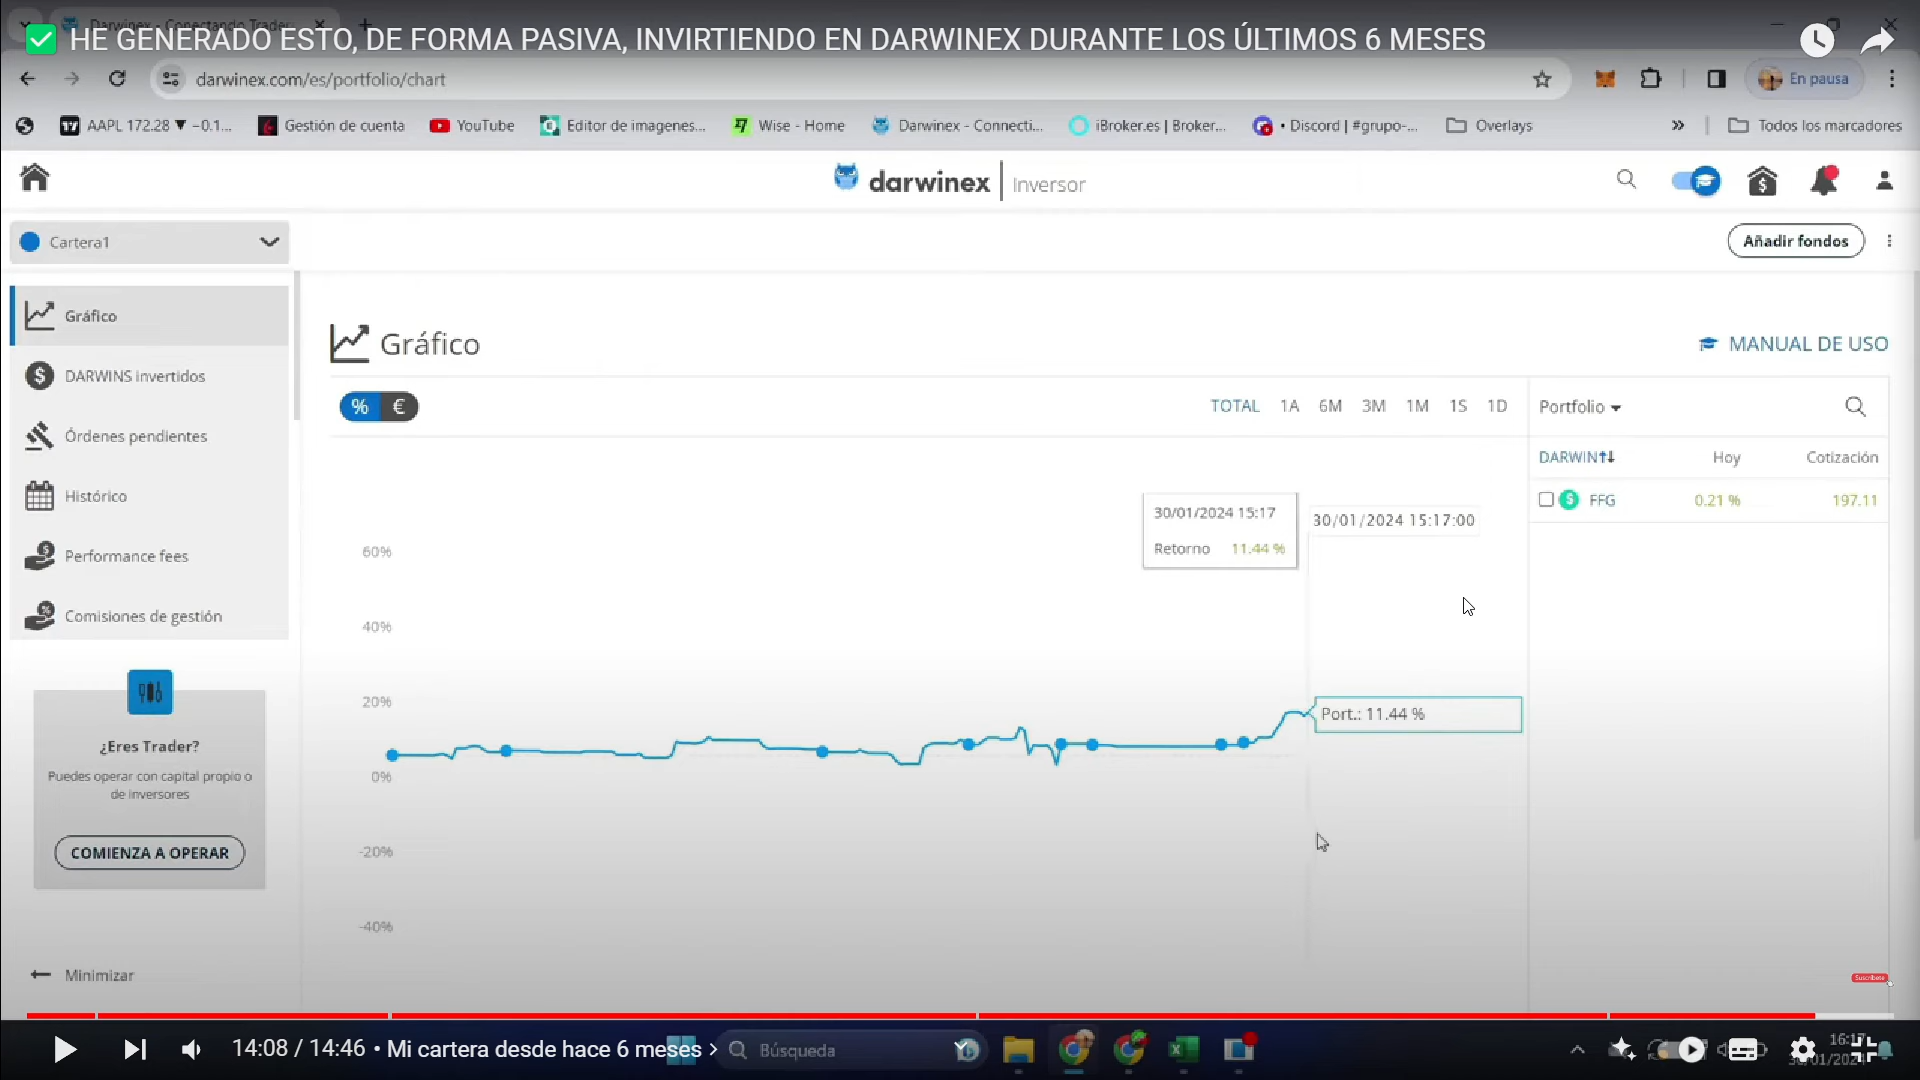 HE GENERADO ESTO, DE FORMA PASIVA, INVIRTIENDO EN DARWINEX DURANTE LOS ÚLTIMOS 6 MESES
darwinex.com/es/portfolio/chart
En pausa
AAPL 172.28 ▼ −0.1...
Gestión de cuenta
YouTube
Editor de imagenes...
Wise - Home
Darwinex - Connecti...
iBroker.es | Broker...
• Discord | #grupo-...
Overlays
»
Todos los marcadores
darwinex | Inversor
Cartera1
Añadir fondos
Gráfico
DARWINS invertidos
Órdenes pendientes
Histórico
Performance fees
Comisiones de gestión
¿Eres Trader?
Puedes operar con capital propio o
de inversores
COMIENZA A OPERAR
Minimizar
Gráfico
MANUAL DE USO
% €
TOTAL 1A 6M 3M 1M 1S 1D
Portfolio
DARWIN Hoy Cotización
FFG 0.21 % 197.11
30/01/2024 15:17
Retorno 11.44 %
30/01/2024 15:17:00
60%
40%
20%
0%
-20%
-40%
Port.: 11.44 %
Suscríbete
14:08 / 14:46 • Mi cartera desde hace 6 meses
Búsqueda